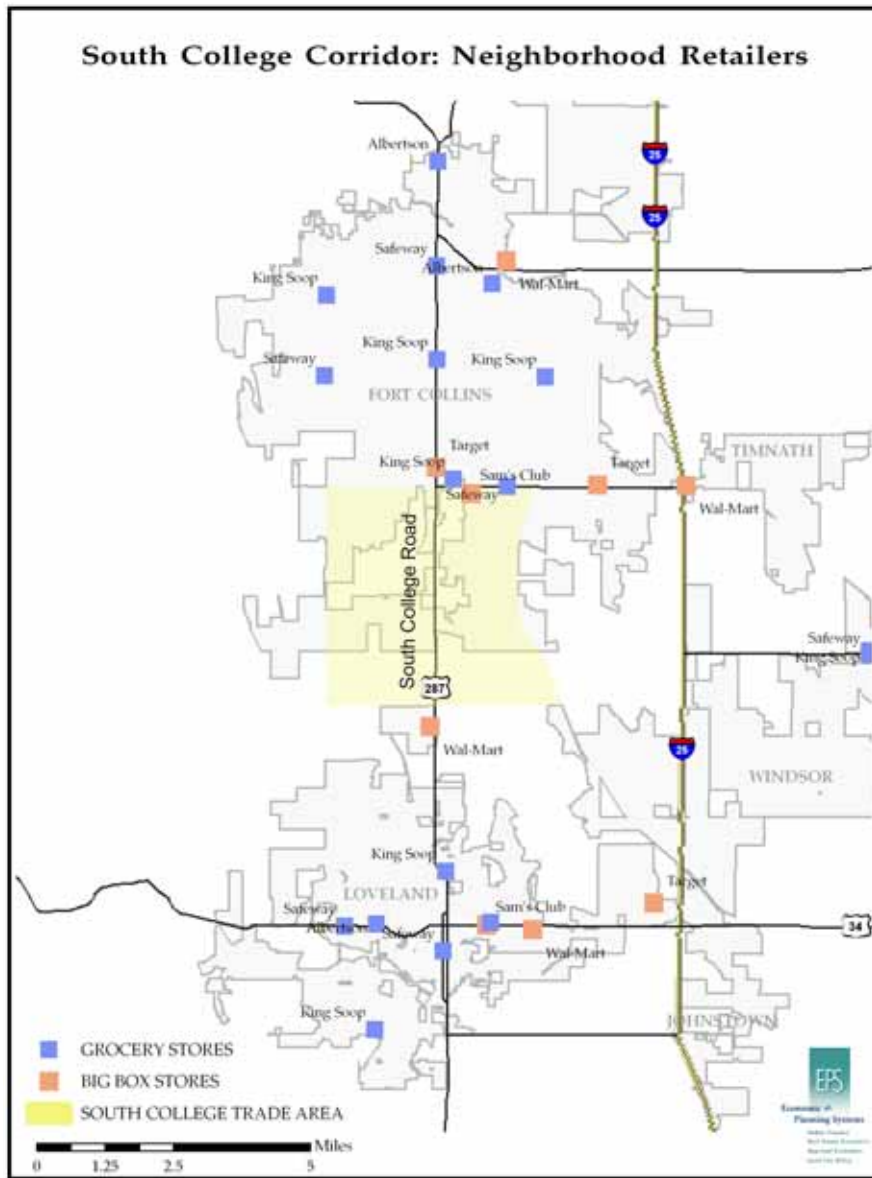 South College Corridor: Neighborhood Retailers
Albertson
25
25
Safeway
Albertson
King Soop
Wal-Mart
King Soop
King Soop
Safeway
FORT COLLINS
Target
TIMNATH
King Soop
Sam's Club
Target
Safeway
Wal-Mart
South College Road
Safeway
King Soop
287
Wal-Mart
25
WINDSOR
King Soop
Target
LOVELAND
Safeway
Sam's Club
Albertson
Safeway
34
Wal-Mart
King Soop
JOHNSTOWN
GROCERY STORES
BIG BOX STORES
SOUTH COLLEGE TRADE AREA
EPS
Economic &
Planning Systems
Miles
0 1.25 2.5 5